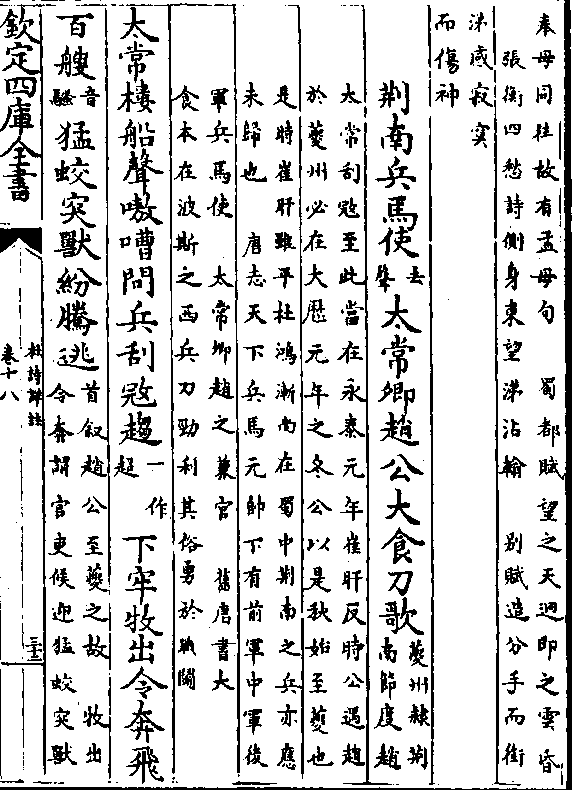 奉母同往故有孟母句　蜀都賦望之天迥即之雲昏
張衡四愁詩側身東望涕沾翰　别賦造分手而銜
涕感寂寞
而傷神
荆南兵馬使去聲太常卿趙公大食刀歌夔州隸荆南節度趙
太常刮寇至此當在永泰元年崔旰反時公遇趙
於夔州必在大厯元年之冬公以是秋始至夔也
是時崔旰雖平杜鴻漸尚在蜀中荆南之兵亦應
未歸也　唐志天下兵馬元帥下有前軍中軍後
軍兵馬使　太常卿趙之兼官　舊唐書大
食本在波斯之西兵刀勁利其俗勇於戰鬭
太常樓船聲嗷嘈問兵刮寇趨一作超下牢牧出令奔飛
百艘音騷猛蛟突獸紛騰逃首叙趙公至夔之故　牧出令奔謂官吏候迎猛蛟突獸
欽定四庫全書
杜詩詳註
卷十八
三十三